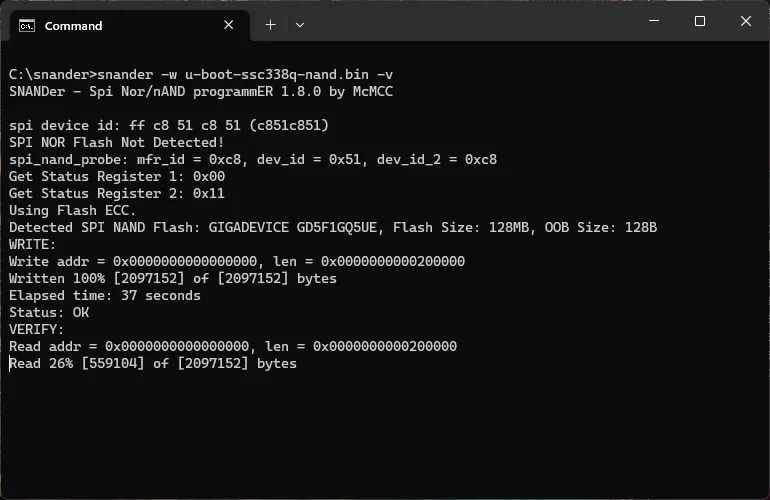 Command
C:\snander>snander -w u-boot-ssc338q-nand.bin -v
SNANDer - Spi Nor/nAND programmER 1.8.0 by McMCC
spi device id: ff c8 51 c8 51 (c851c851)
SPI NOR Flash Not Detected!
spi_nand_probe: mfr_id = 0xc8, dev_id = 0x51, dev_id_2 = 0xc8
Get Status Register 1: 0x00
Get Status Register 2: 0x11
Using Flash ECC.
Detected SPI NAND Flash: GIGADEVICE GD5F1GQ5UE, Flash Size: 128MB, OOB Size: 128B
WRITE:
Write addr = 0x0000000000000000, len = 0x0000000000200000
Written 100% [2097152] of [2097152] bytes
Elapsed time: 37 seconds
Status: OK
VERIFY:
Read addr = 0x0000000000000000, len = 0x0000000000200000
Read 26% [559104] of [2097152] bytes